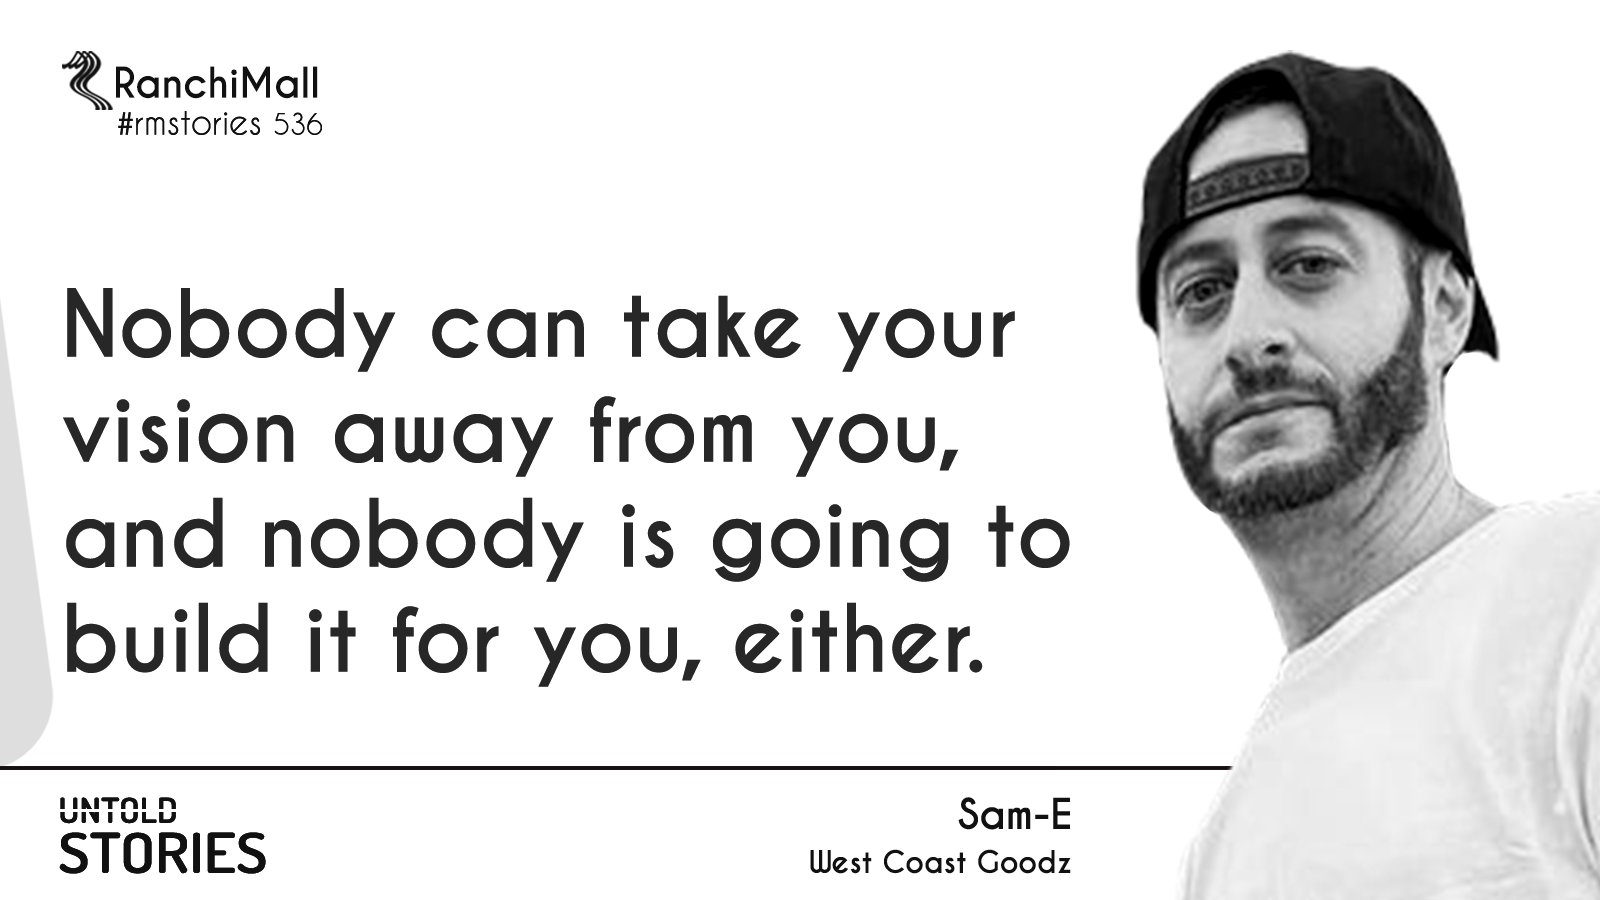 RanchiMall
#rmstories 536
Nobody can take your
vision away from you,
and nobody is going to
build it for you, either.
UNTOLD
STORIES
Sam-E
West Coast Goodz